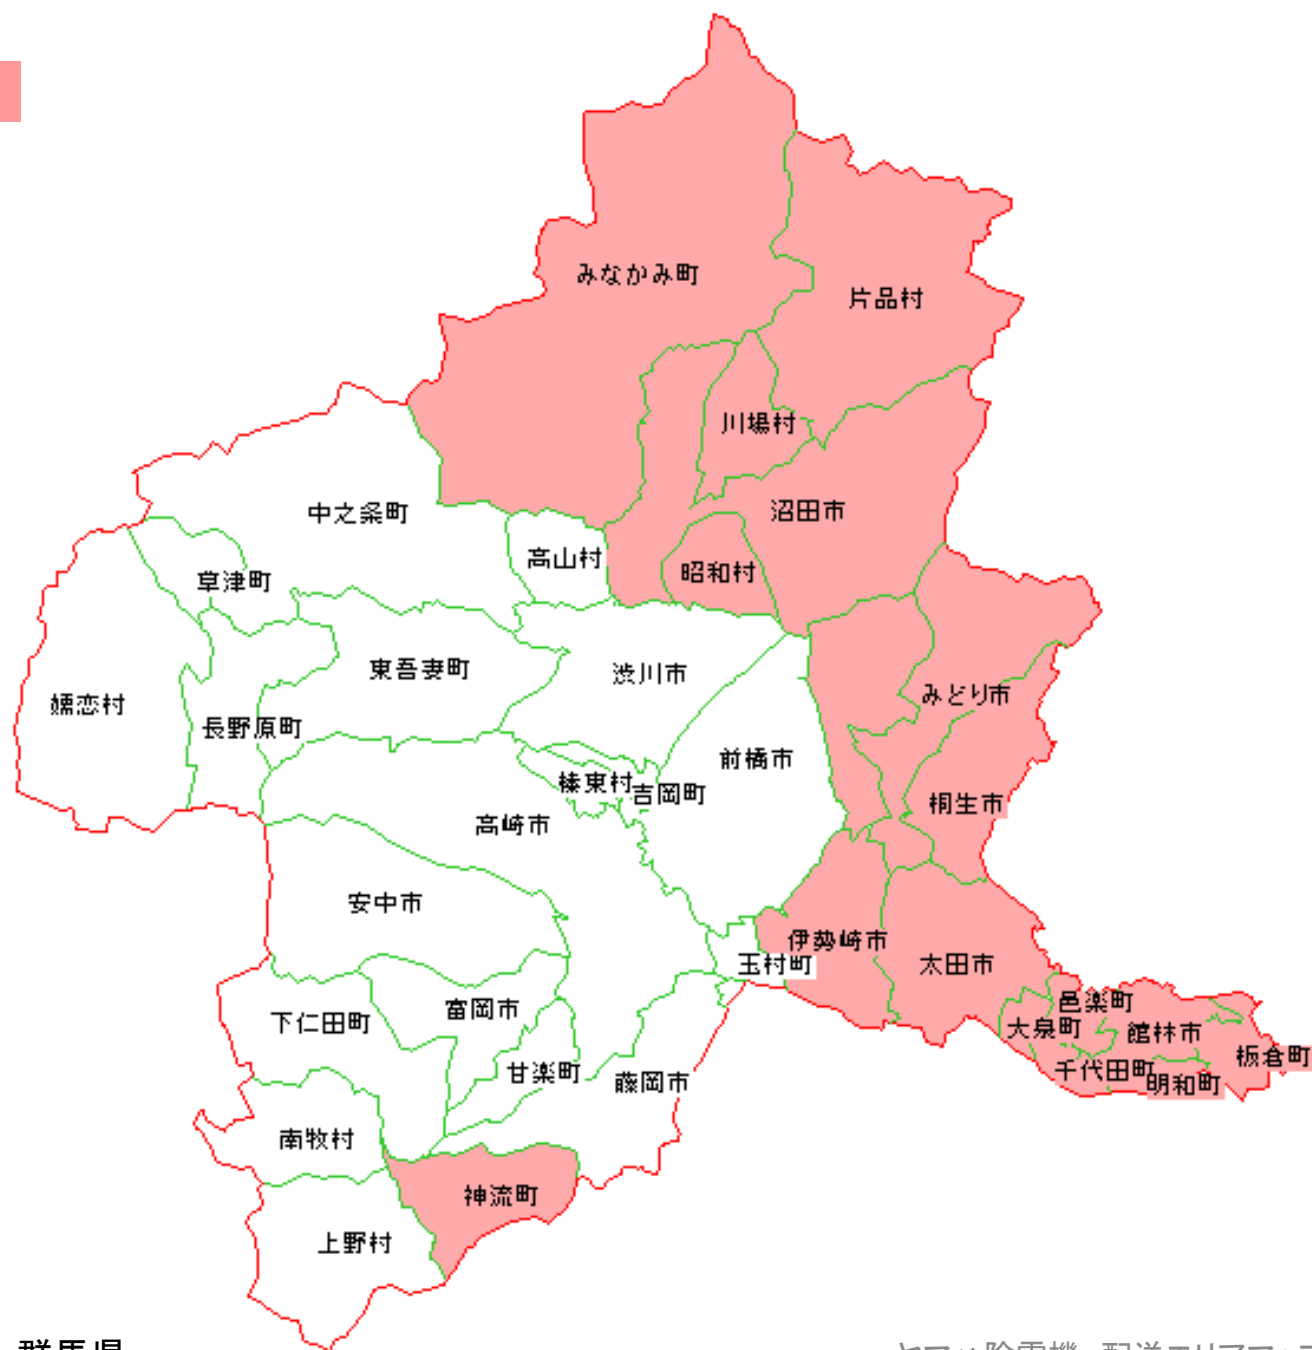 みなかみ町
片品村
川場村
中之条町
沼田市
高山村
昭和村
草津町
東吾妻町
渋川市
みどり市
嬬恋村
長野原町
前橋市
榛東村
吉岡町
桐生市
高崎市
安中市
伊勢崎市
玉村町
太田市
邑楽町
富岡市
下仁田町
大泉町
館林市
板倉町
千代田町
甘楽町
藤岡市
明和町
南牧村
神流町
上野村
群馬県